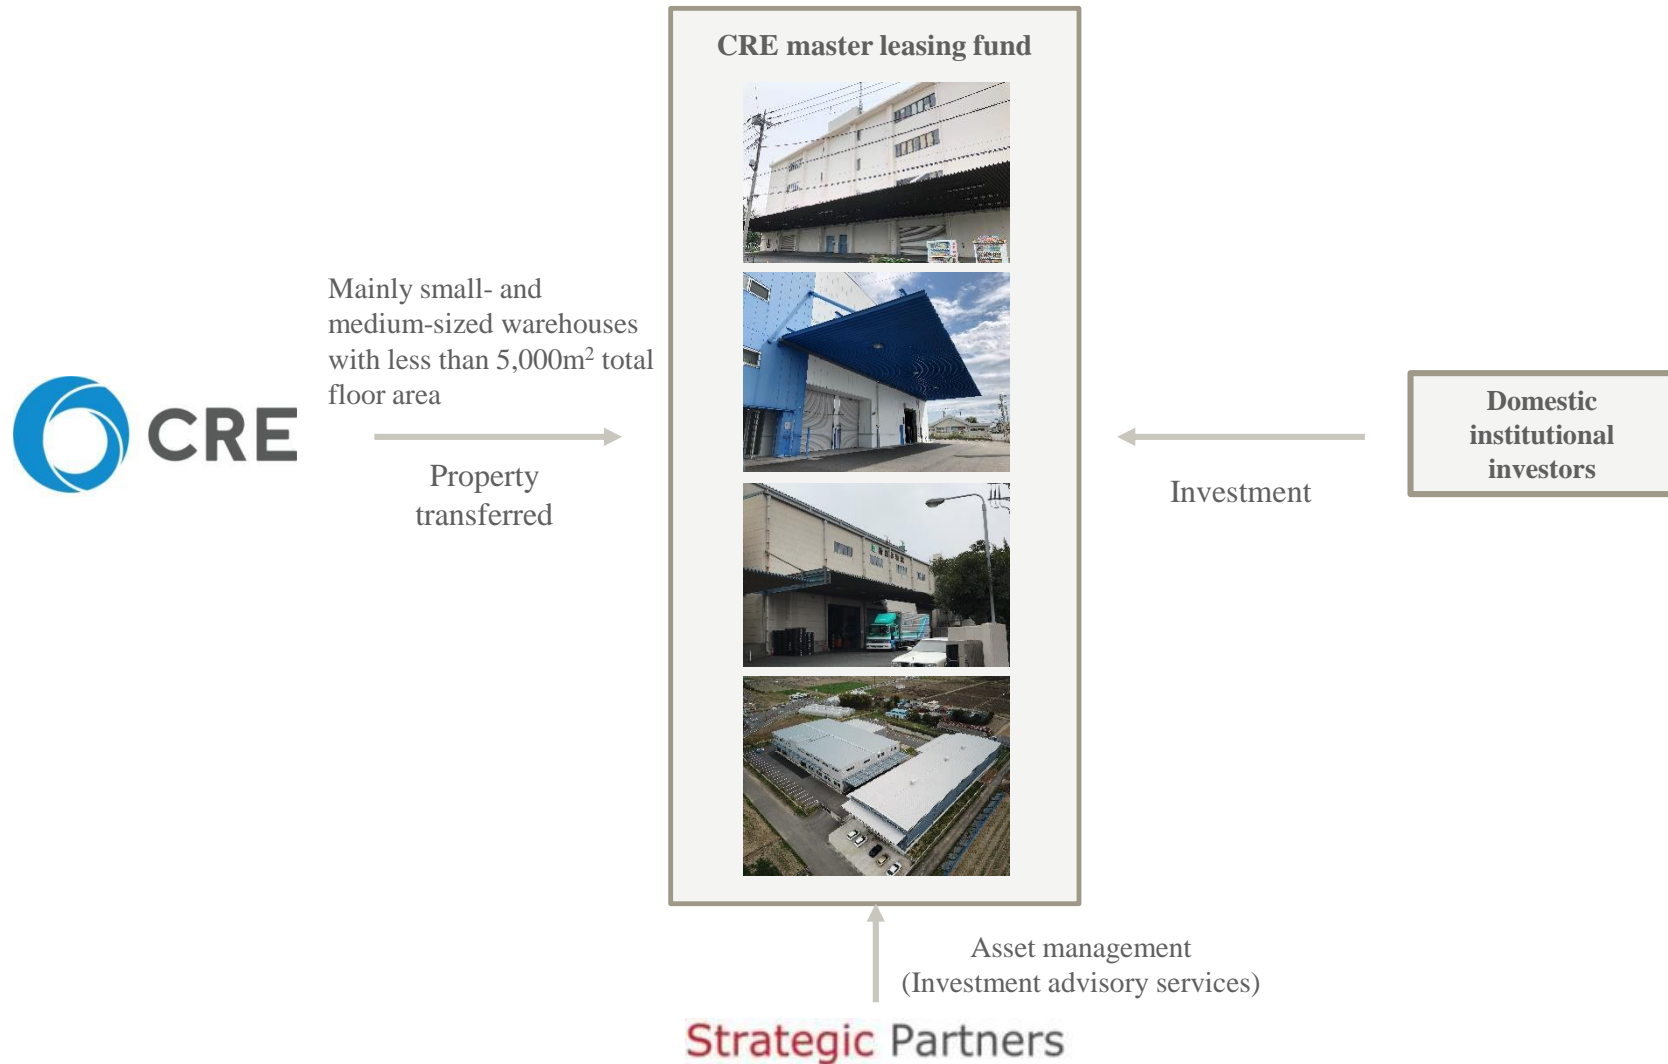 CRE master leasing fund
Mainly small- and
medium-sized warehouses
with less than 5,000m² total
floor area
CRE
Property
transferred
Investment
Domestic
institutional
investors
Asset management
(Investment advisory services)
Strategic Partners